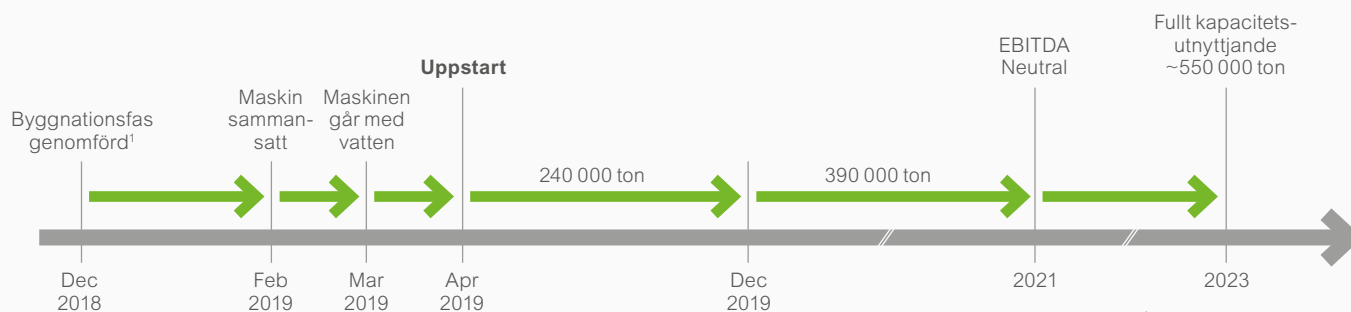 Byggnationsfas
genomförd¹
Maskin
samman-
satt
Maskinen
går med
vatten
Uppstart
EBITDA
Neutral
Fullt kapacitets-
utnyttjande
~550 000 ton
240 000 ton
390 000 ton
Dec
2018
Feb
2019
Mar
2019
Apr
2019
Dec
2019
2021
2023